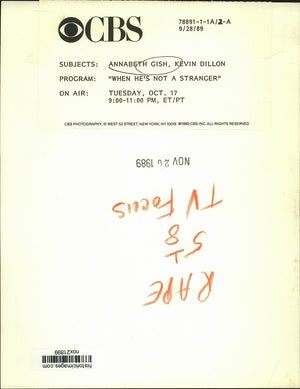 CBS
78891-1-1A/2-A
9/28/89
SUBJECTS: ANNABETH GISH, KEVIN DILLON
PROGRAM: "WHEN HE'S NOT A STRANGER"
ON AIR: TUESDAY, OCT. 17
9:00-11:00 PM, ET/PT
CBS PHOTOGRAPHY, 51 WEST 52 STREET, NEW YORK, NY 10019 ©1989 CBS INC. ALL RIGHTS RESERVED
NOV 20 1989
RAPE
5 1/8
TV FOCUS
historicimages.com
nox21899